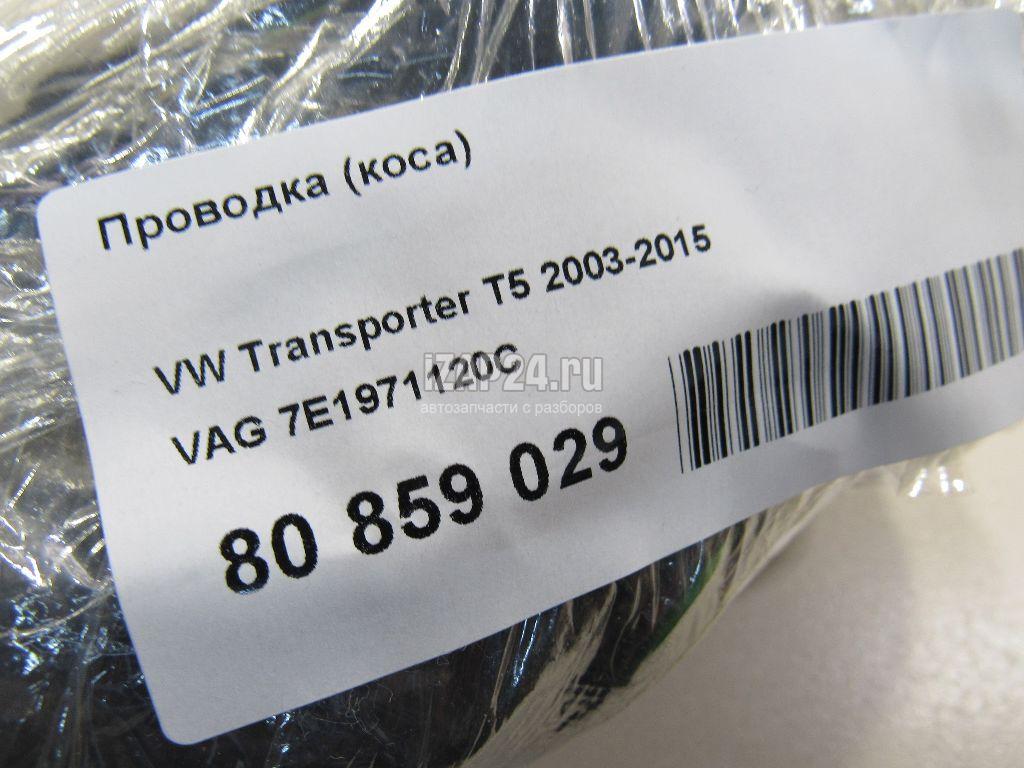 Проводка (коса)
VW Transporter T5 2003-2015
VAG 7E1971120C
80 859 029
iZAP24.ru
автозапчасти с разборов